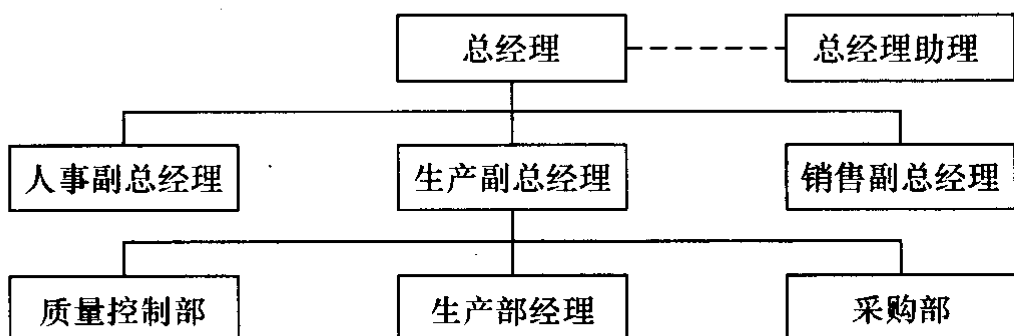 总经理
总经理助理
人事副总经理
生产副总经理
销售副总经理
质量控制部
生产部经理
采购部